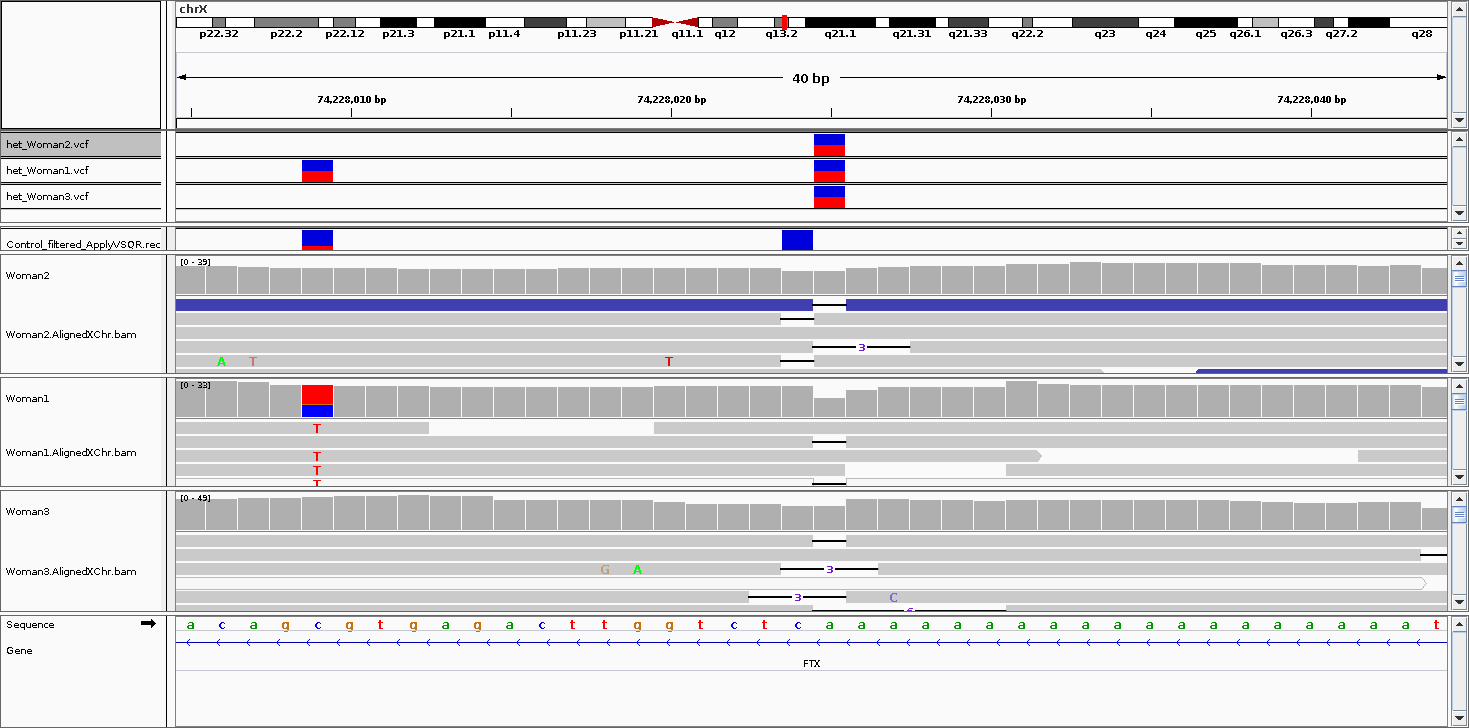 chrX
p22.32 p22.2 p22.12 p21.3 p21.1 p11.4 p11.23 p11.21 q11.1 q12 q13.2 q21.1 q21.31 q21.33 q22.2 q23 q24 q25 q26.1 q26.3 q27.2 q28
40 bp
74,228,010 bp 74,228,020 bp 74,228,030 bp 74,228,040 bp
het_Woman2.vcf
het_Woman1.vcf
het_Woman3.vcf
Control_filtered_ApplyVSQR.rec
[0 - 39]
Woman2
3
Woman2.AlignedXChr.bam
A T T
[0 - 33]
Woman1
T
Woman1.AlignedXChr.bam
T
T
T
[0 - 49]
Woman3
Woman3.AlignedXChr.bam
G A 3
3 C
6
Sequence a c a g c g t g a g a c t t g g t c t c a a a a a a a a a a a a a a a a a a a t
Gene
FTX